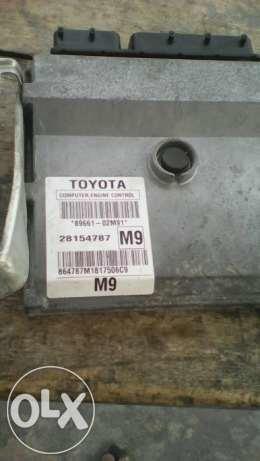 TOYOTA
COMPUTER, ENGINE CONTROL
*89661-02M91*
28154787 M9
864787M1817506C9
M9
OLX